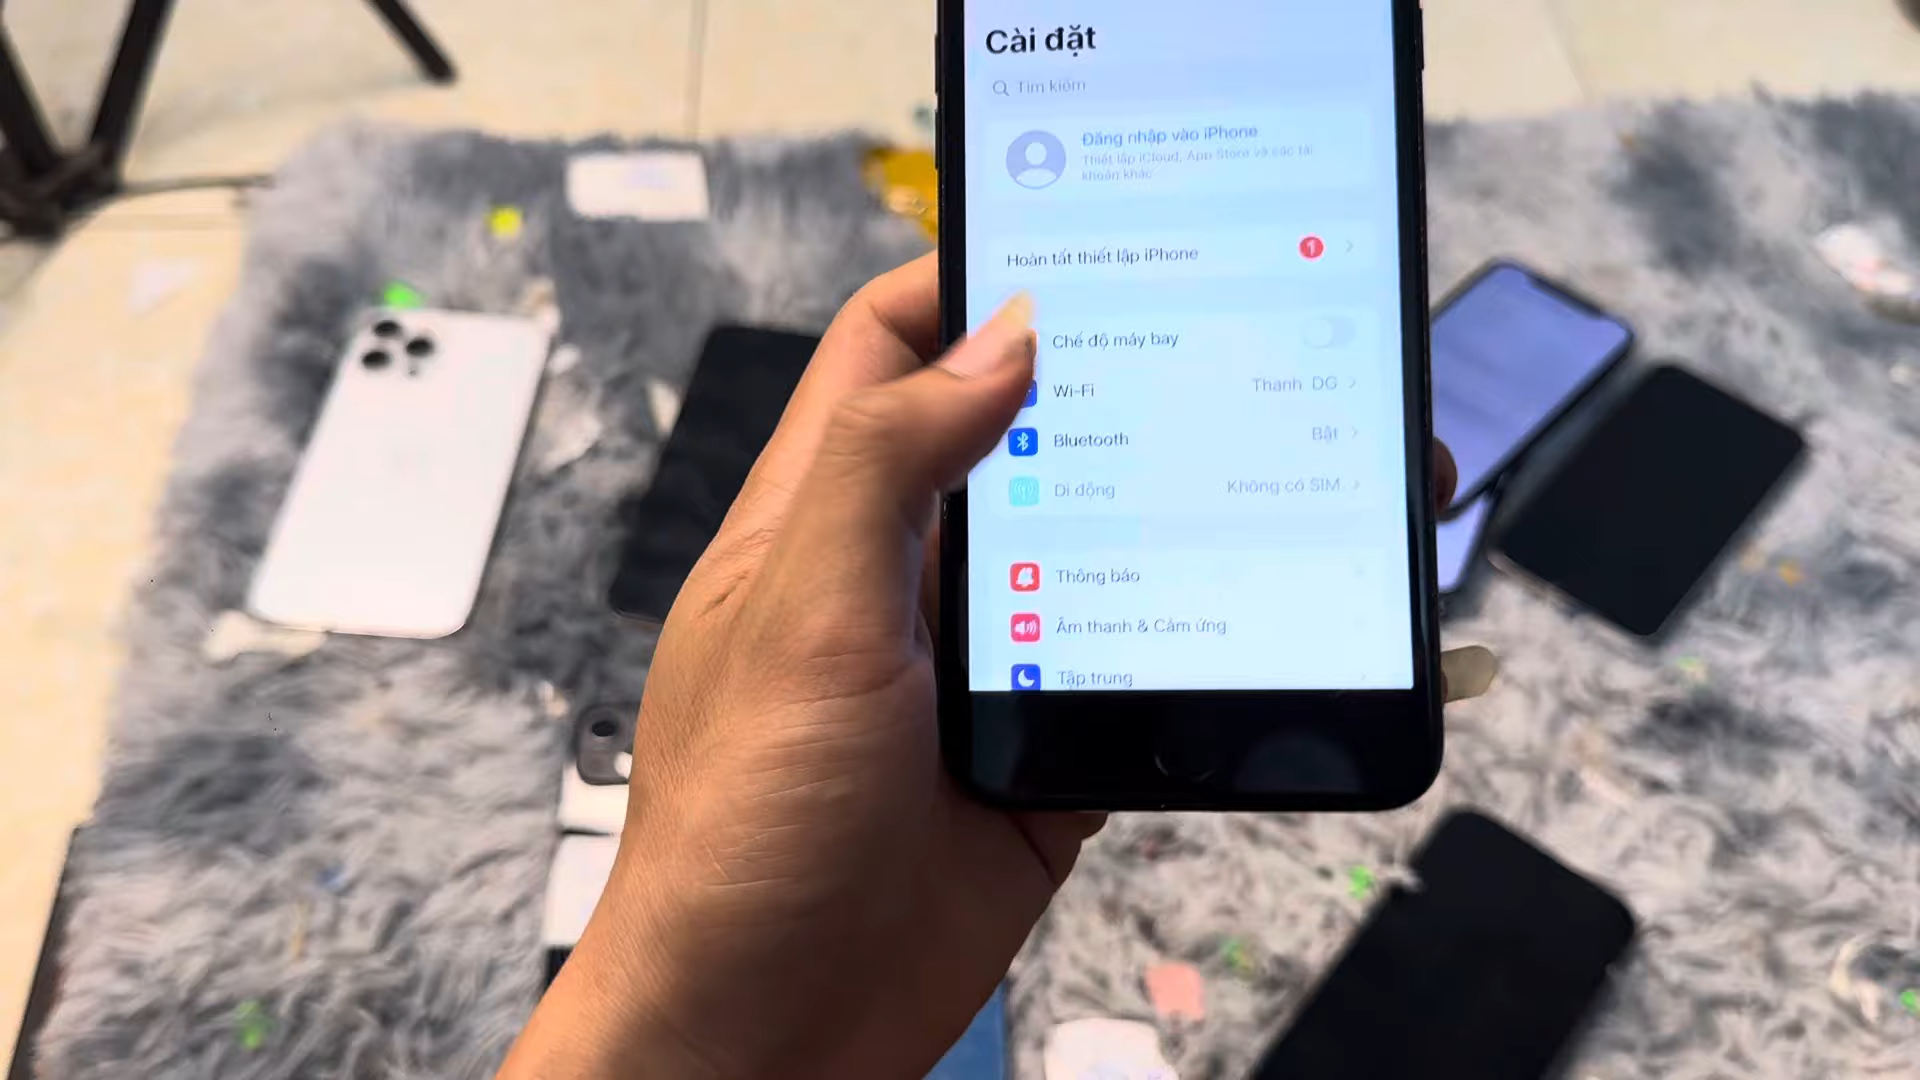 Cài đặt
Tìm kiếm
Đăng nhập vào iPhone
Thiết lập iCloud, App Store và các tài
khoản khác.
Hoàn tất thiết lập iPhone 1
Chế độ máy bay
Wi-Fi Thanh DG
Bluetooth Bật
Di động Không có SIM
Thông báo
Âm thanh & Cảm ứng
Tập trung